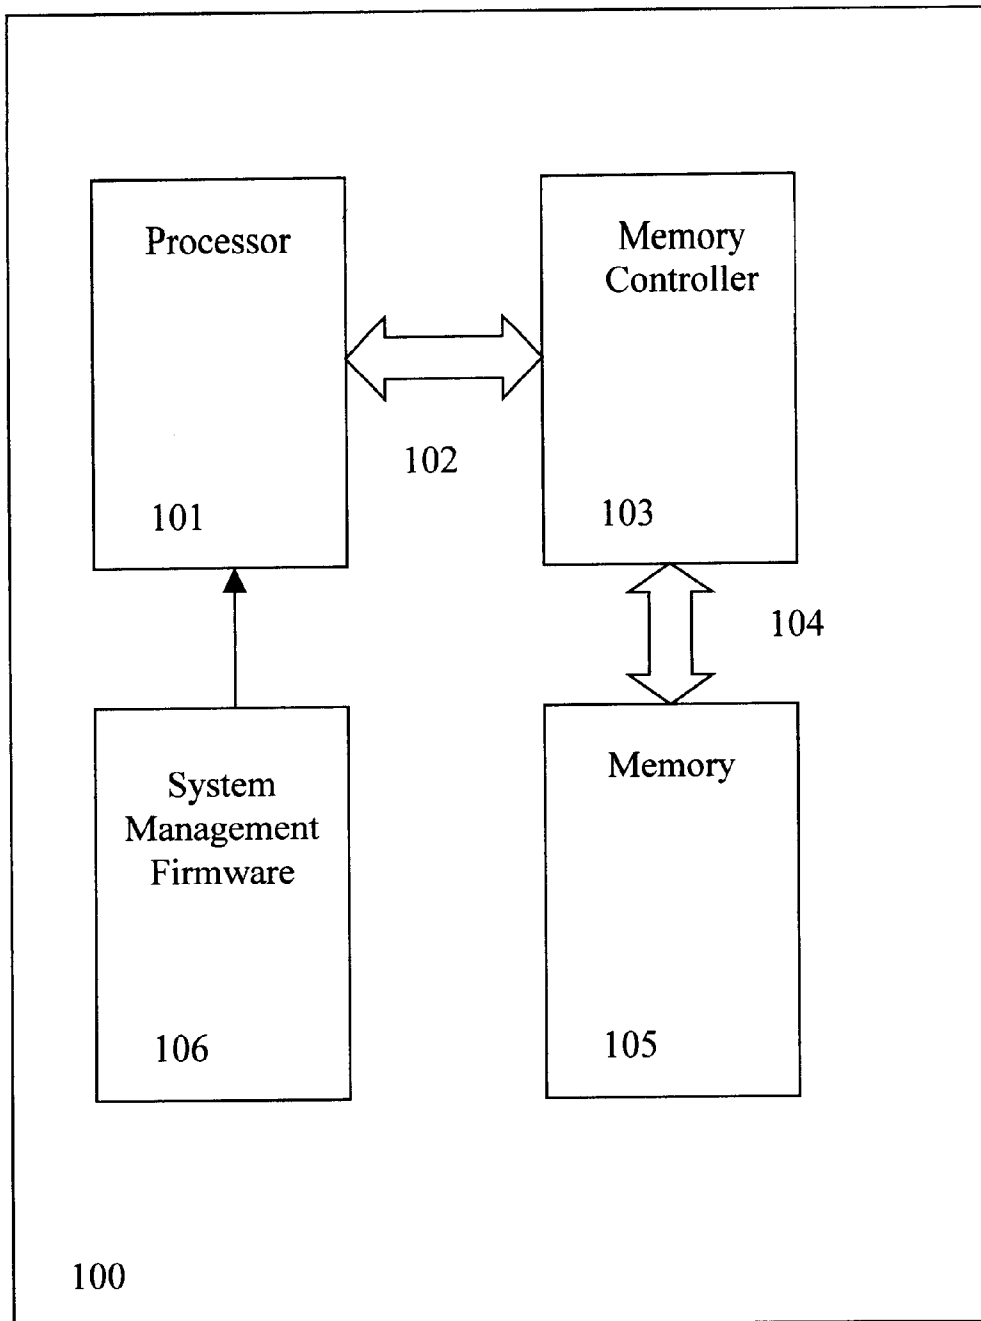 Processor
101
102
Memory
Controller
103
104
System
Management
Firmware
106
Memory
105
100